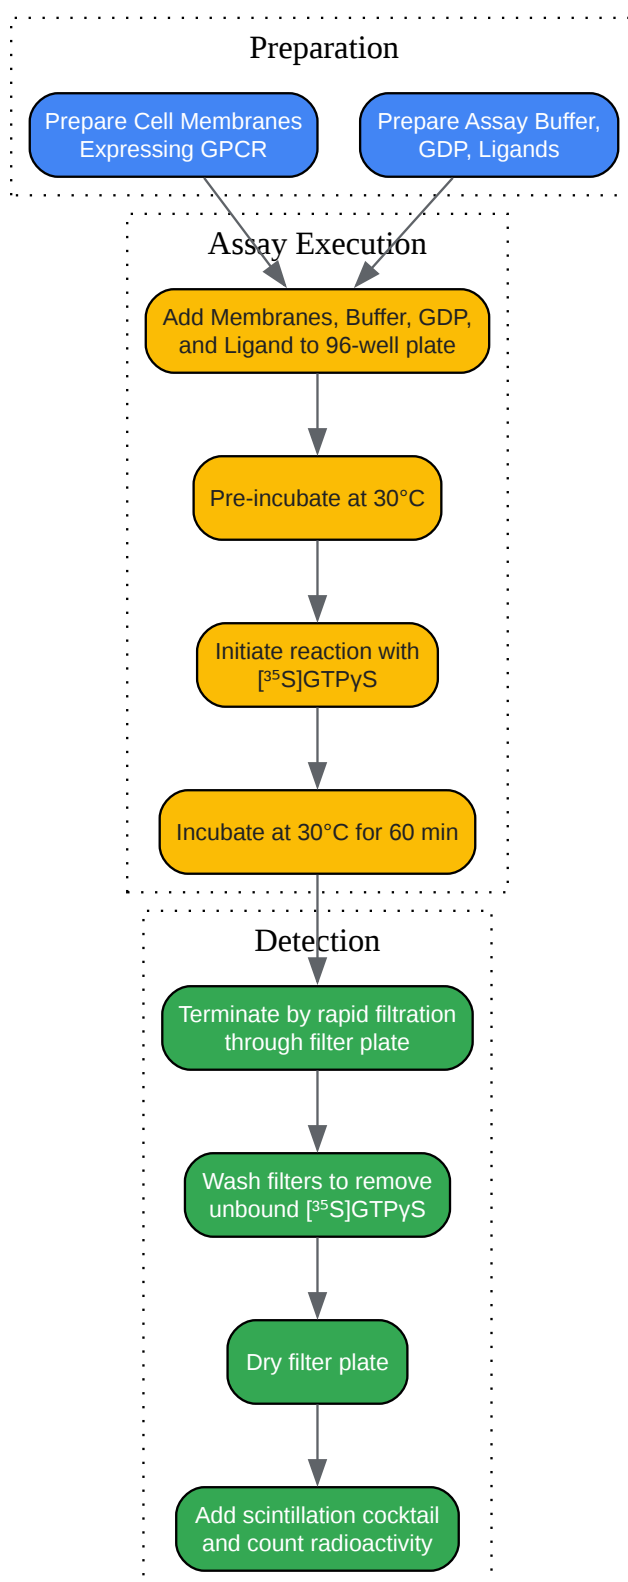 Preparation
Prepare Cell Membranes
Expressing GPCR
Prepare Assay Buffer,
GDP, Ligands
Assay Execution
Add Membranes, Buffer, GDP,
and Ligand to 96-well plate
Pre-incubate at 30°C
Initiate reaction with
[³⁵S]GTPγS
Incubate at 30°C for 60 min
Detection
Terminate by rapid filtration
through filter plate
Wash filters to remove
unbound [³⁵S]GTPγS
Dry filter plate
Add scintillation cocktail
and count radioactivity